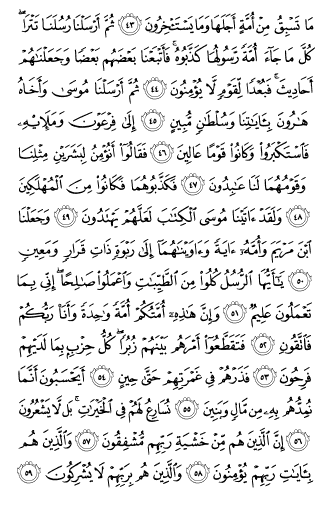 مَا تَسْبِقُ مِنْ أُمَّةٍ أَجَلَهَا وَمَا يَسْتَـْٔخِرُونَ ﴿٤٣﴾ ثُمَّ أَرْسَلْنَا رُسُلَنَا تَتْرَا ۖ
كُلَّ مَا جَآءَ أُمَّةً رَّسُولُهَا كَذَّبُوهُ ۚ فَأَتْبَعْنَا بَعْضَهُم بَعْضًا وَجَعَلْنَـٰهُمْ
أَحَادِيثَ ۚ فَبُعْدًا لِّقَوْمٍ لَّا يُؤْمِنُونَ ﴿٤٤﴾ ثُمَّ أَرْسَلْنَا مُوسَىٰ وَأَخَاهُ
هَـٰرُونَ بِـَٔايَـٰتِنَا وَسُلْطَـٰنٍ مُّبِينٍ ﴿٤٥﴾ إِلَىٰ فِرْعَوْنَ وَمَلَإِي۟هِ
فَٱسْتَكْبَرُوا۟ وَكَانُوا۟ قَوْمًا عَالِينَ ﴿٤٦﴾ فَقَالُوٓا۟ أَنُؤْمِنُ لِبَشَرَيْنِ مِثْلِنَا
وَقَوْمُهُمَا لَنَا عَـٰبِدُونَ ﴿٤٧﴾ فَكَذَّبُوهُمَا فَكَانُوا۟ مِنَ ٱلْمُهْلَكِينَ
﴿٤٨﴾ وَلَقَدْ ءَاتَيْنَا مُوسَى ٱلْكِتَـٰبَ لَعَلَّهُمْ يَهْتَدُونَ ﴿٤٩﴾ وَجَعَلْنَا
ٱبْنَ مَرْيَمَ وَأُمَّهُۥٓ ءَايَةً وَءَاوَيْنَـٰهُمَآ إِلَىٰ رَبْوَةٍ ذَاتِ قَرَارٍ وَمَعِينٍ
﴿٥٠﴾ يَـٰٓأَيُّهَا ٱلرُّسُلُ كُلُوا۟ مِنَ ٱلطَّيِّبَـٰتِ وَٱعْمَلُوا۟ صَـٰلِحًا ۖ إِنِّى بِمَا
تَعْمَلُونَ عَلِيمٌ ﴿٥١﴾ وَإِنَّ هَـٰذِهِۦٓ أُمَّتُكُمْ أُمَّةً وَٰحِدَةً وَأَنَا۠ رَبُّكُمْ
فَٱتَّقُونِ ﴿٥٢﴾ فَتَقَطَّعُوٓا۟ أَمْرَهُم بَيْنَهُمْ زُبُرًا ۖ كُلُّ حِزْبٍۭ بِمَا لَدَيْهِمْ
فَرِحُونَ ﴿٥٣﴾ فَذَرْهُمْ فِى غَمْرَتِهِمْ حَتَّىٰ حِينٍ ﴿٥٤﴾ أَيَحْسَبُونَ أَنَّمَا
نُمِدُّهُم بِهِۦ مِن مَّالٍ وَبَنِينَ ﴿٥٥﴾ نُسَارِعُ لَهُمْ فِى ٱلْخَيْرَٰتِ ۚ بَل لَّا يَشْعُرُونَ
﴿٥٦﴾ إِنَّ ٱلَّذِينَ هُم مِّنْ خَشْيَةِ رَبِّهِم مُّشْفِقُونَ ﴿٥٧﴾ وَٱلَّذِينَ هُم
بِـَٔايَـٰتِ رَبِّهِمْ يُؤْمِنُونَ ﴿٥٨﴾ وَٱلَّذِينَ هُم بِرَبِّهِمْ لَا يُشْرِكُونَ ﴿٥٩﴾